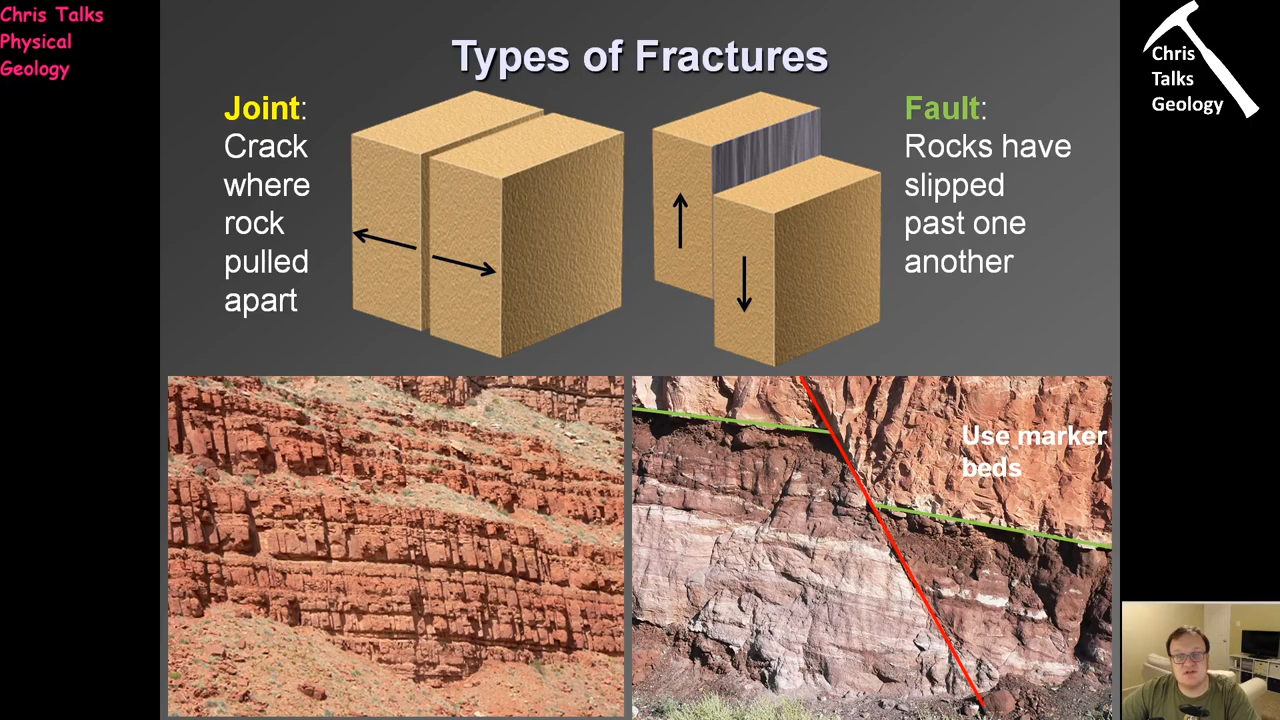 Chris Talks
Physical
Geology
Types of Fractures
Joint:
Crack
where
rock
pulled
apart
Fault:
Rocks have
slipped
past one
another
Use marker
beds
Chris
Talks
Geology